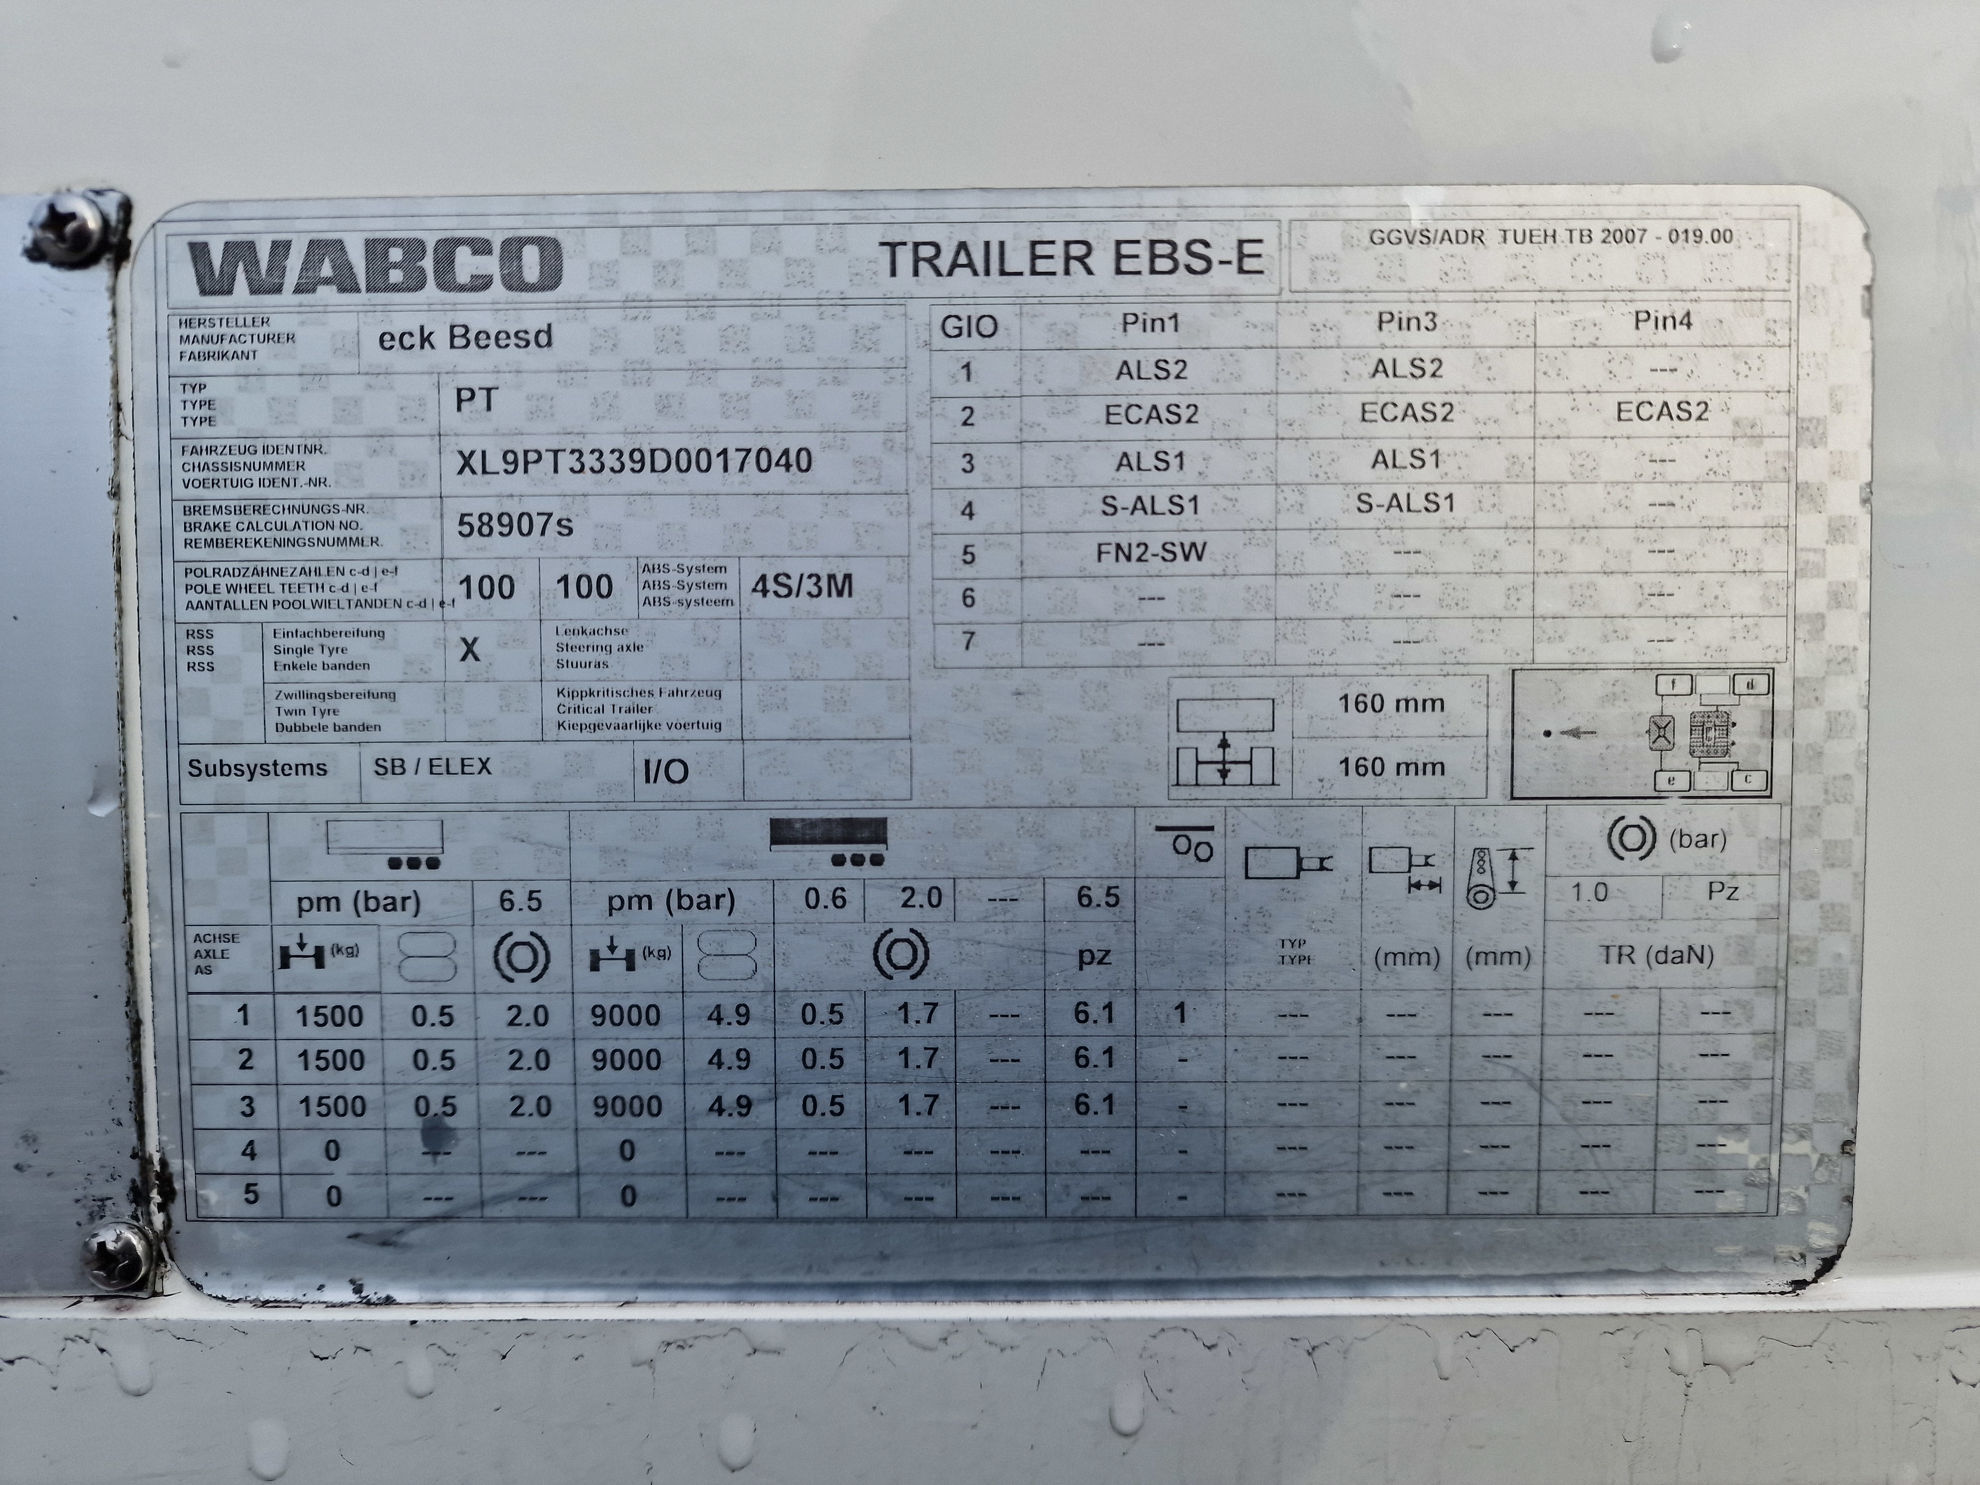 WABCO TRAILER EBS-E GGVS/ADR TUEH TB 2007 - 019.00
HERSTELLER
MANUFACTURER
FABRIKANT
eck Beesd
TYP
TYPE
TYPE
PT
FAHRZEUG IDENTNR.
CHASSISNUMMER
VOERTUIG IDENT.-NR.
XL9PT3339D0017040
BREMSBERECHNUNGS-NR.
BRAKE CALCULATION NO.
REMBEREKENINGSNUMMER.
58907s
POLRADZÄHNEZAHLEN c-d | e-f
POLE WHEEL TEETH c-d | e-f
AANTALLEN POOLWIELTANDEN c-d | e-f
100 100
ABS-System
ABS-System
ABS-systeem
4S/3M
RSS
RSS
RSS
Einfachbereifung
Single Tyre
Enkele banden
X
Lenkachse
Steering axle
Stuuras
Zwillingsbereifung
Twin Tyre
Dubbele banden
Kippkritisches Fahrzeug
Critical Trailer
Kiepgevaarlijke voertuig
Subsystems SB / ELEX I/O
GIO Pin1 Pin3 Pin4
1 ALS2 ALS2 ---
2 ECAS2 ECAS2 ECAS2
3 ALS1 ALS1 ---
4 S-ALS1 S-ALS1 ---
5 FN2-SW --- ---
6 --- --- ---
7 --- --- ---
160 mm
160 mm
f d
e c
(bar)
pm (bar) 6.5 pm (bar) 0.6 2.0 --- 6.5 1.0 Pz
ACHSE
AXLE
AS
(kg) (kg) pz
TYP
TYPE
(mm) (mm) TR (daN)
1 1500 0.5 2.0 9000 4.9 0.5 1.7 --- 6.1 1 --- --- --- --- ---
2 1500 0.5 2.0 9000 4.9 0.5 1.7 --- 6.1 - --- --- --- --- ---
3 1500 0.5 2.0 9000 4.9 0.5 1.7 --- 6.1 - --- --- --- --- ---
4 0 --- --- 0 --- --- --- --- --- - --- --- --- --- ---
5 0 --- --- 0 --- --- --- --- --- - --- --- --- --- ---